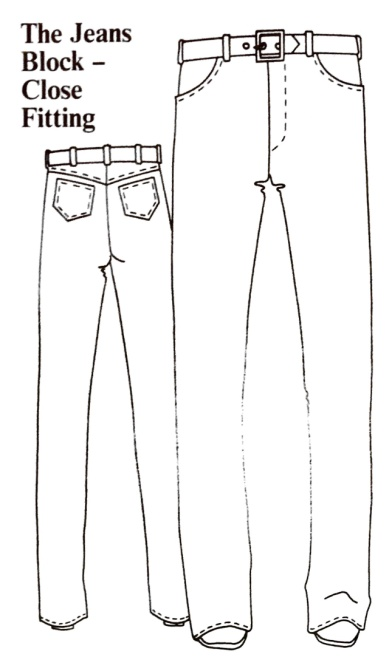 The Jeans
Block –
Close
Fitting